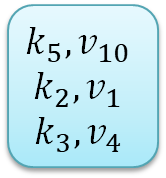 k₅, v₁₀
k₂, v₁
k₃, v₄